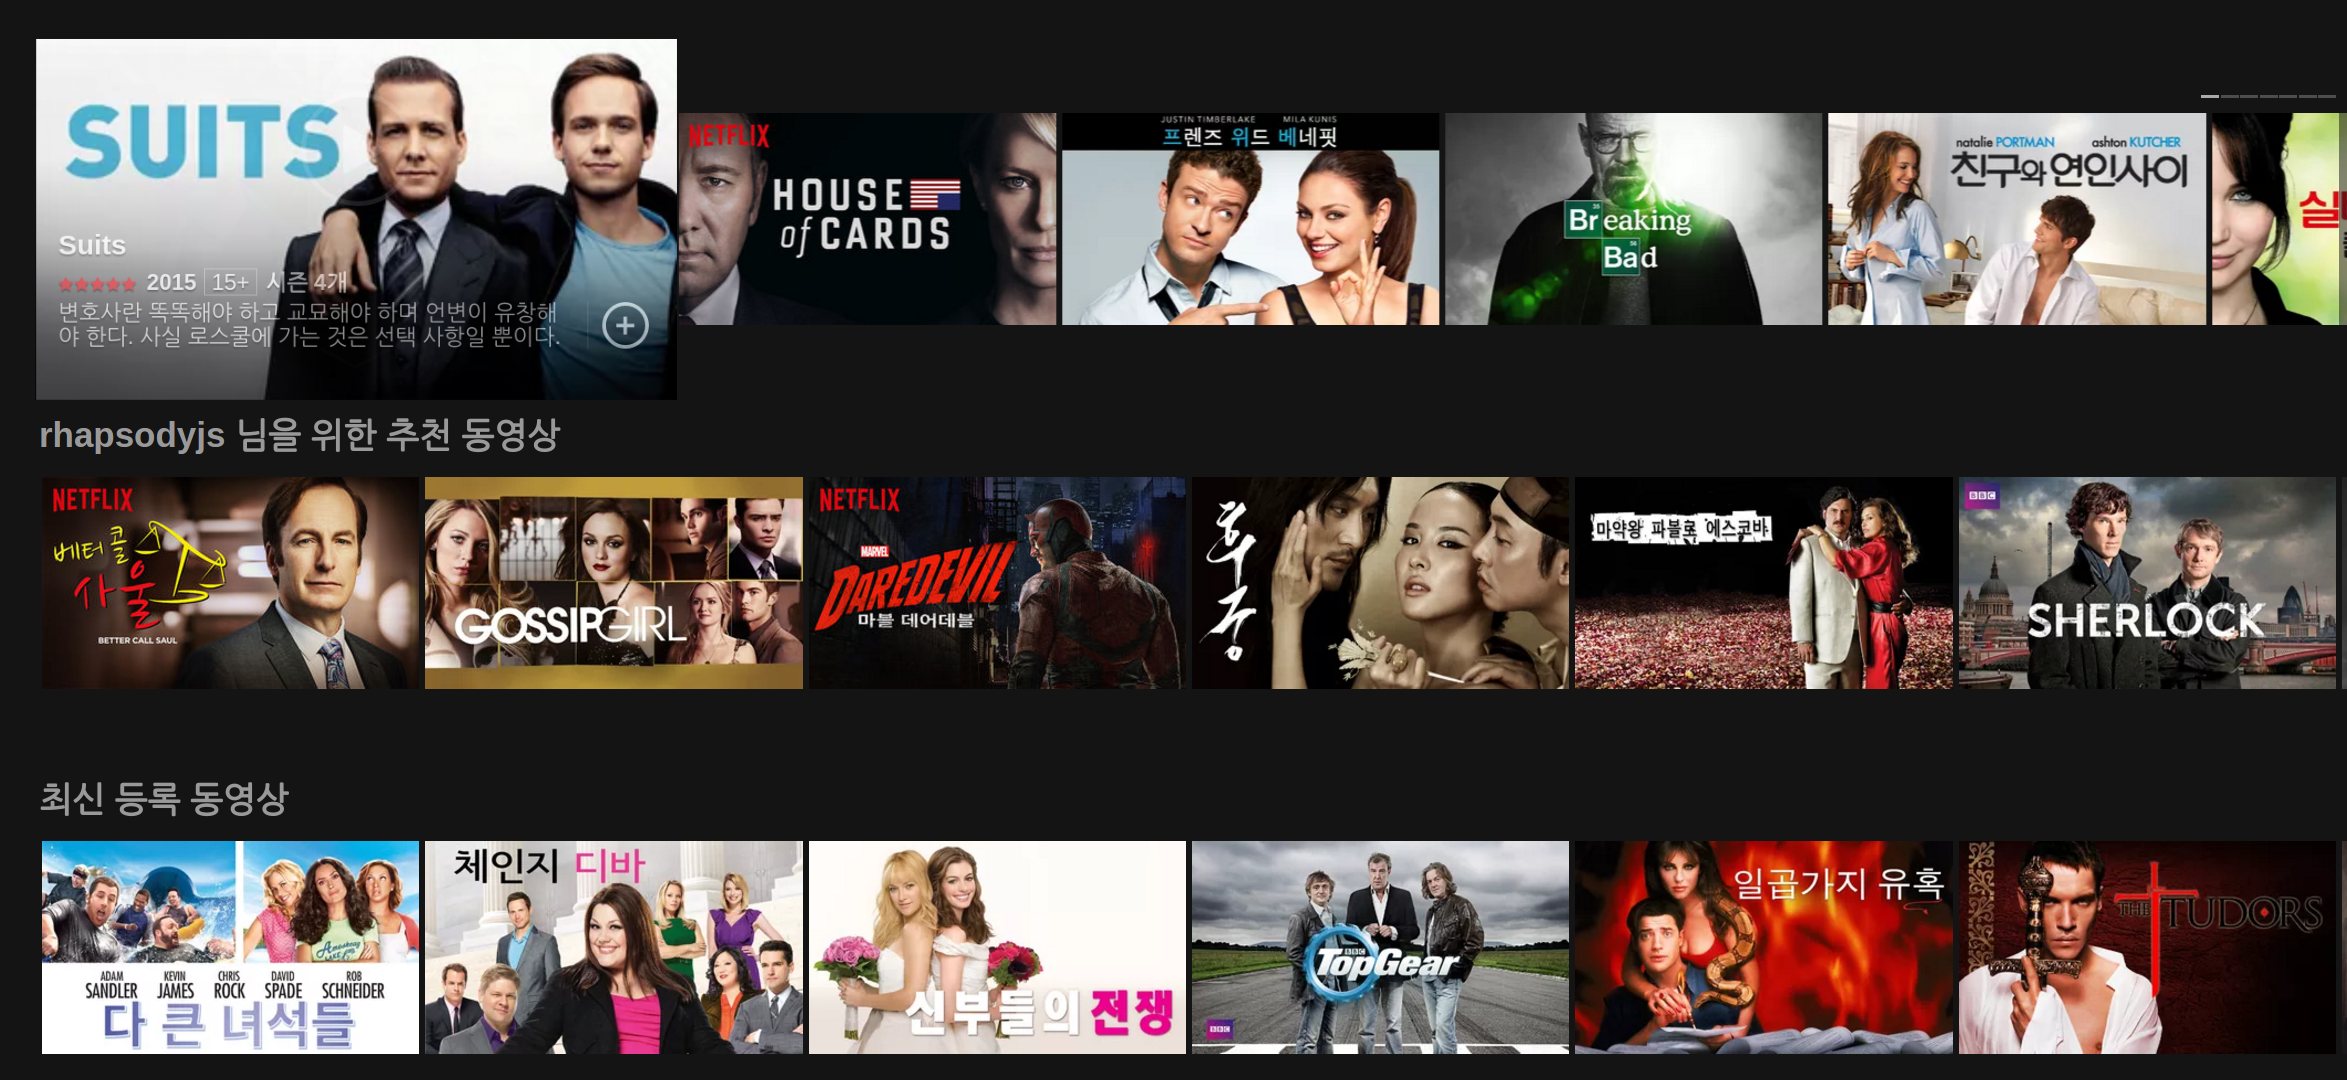 SUITS
Suits
★★★★★ 2015 15+ 시즌 4개
변호사란 똑똑해야 하고 교묘해야 하며 언변이 유창해
야 한다. 사실 로스쿨에 가는 것은 선택 사항일 뿐이다.
NETFLIX
HOUSE
of CARDS
JUSTIN TIMBERLAKE MILA KUNIS
프렌즈 위드 베네핏
35
Breaking
56
Bad
natalie PORTMAN ashton KUTCHER
친구와 연인사이
실
rhapsodyjs 님을 위한 추천 동영상
NETFLIX
베터 콜
사울
BETTER CALL SAUL
GOSSIPGIRL
NETFLIX
MARVEL
DAREDEVIL
마블 데어데블
후궁
마약왕 파블로 에스코바
BBC
SHERLOCK
최신 등록 동영상
ADAM SANDLER KEVIN JAMES CHRIS ROCK DAVID SPADE ROB SCHNEIDER
다 큰 녀석들
체인지 디바
신부들의 전쟁
BBC
TopGear
BBC
일곱가지 유혹
THE TUDORS